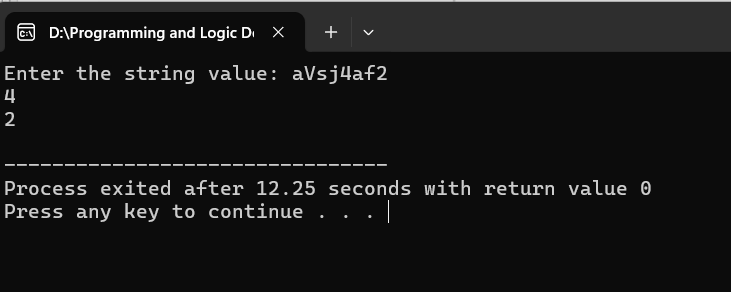 D:\Programming and Logic De
Enter the string value: aVsj4af2
4
2
--------------------------------
Process exited after 12.25 seconds with return value 0
Press any key to continue . . .